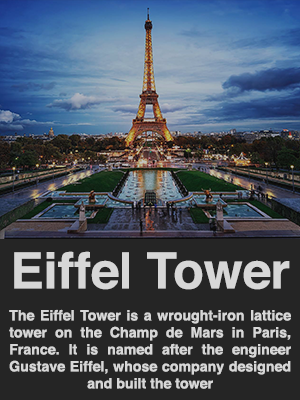 Eiffel Tower
The Eiffel Tower is a wrought-iron lattice
tower on the Champ de Mars in Paris,
France. It is named after the engineer
Gustave Eiffel, whose company designed
and built the tower